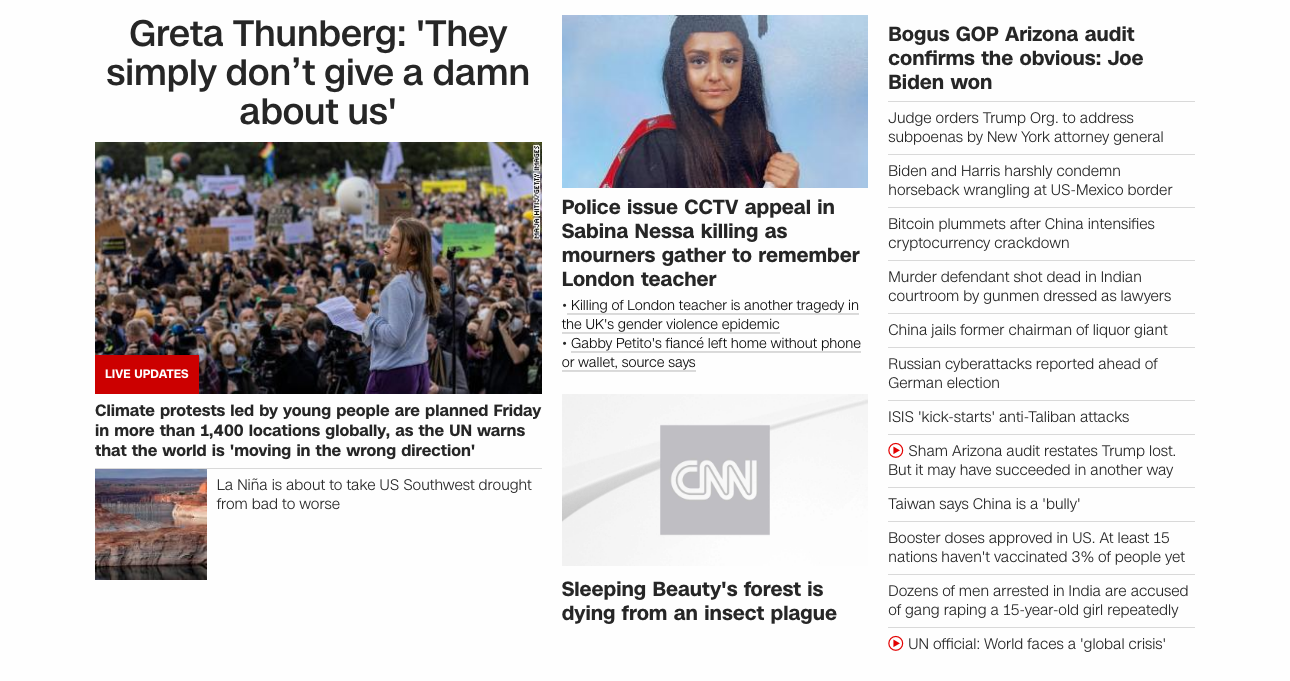 Greta Thunberg: 'They
simply don’t give a damn
about us'
LIVE UPDATES
Climate protests led by young people are planned Friday
in more than 1,400 locations globally, as the UN warns
that the world is 'moving in the wrong direction'
La Niña is about to take US Southwest drought
from bad to worse
Police issue CCTV appeal in
Sabina Nessa killing as
mourners gather to remember
London teacher
• Killing of London teacher is another tragedy in
the UK's gender violence epidemic
• Gabby Petito's fiancé left home without phone
or wallet, source says
CNN
Sleeping Beauty's forest is
dying from an insect plague
Bogus GOP Arizona audit
confirms the obvious: Joe
Biden won
Judge orders Trump Org. to address
subpoenas by New York attorney general
Biden and Harris harshly condemn
horseback wrangling at US-Mexico border
Bitcoin plummets after China intensifies
cryptocurrency crackdown
Murder defendant shot dead in Indian
courtroom by gunmen dressed as lawyers
China jails former chairman of liquor giant
Russian cyberattacks reported ahead of
German election
ISIS 'kick-starts' anti-Taliban attacks
Sham Arizona audit restates Trump lost.
But it may have succeeded in another way
Taiwan says China is a 'bully'
Booster doses approved in US. At least 15
nations haven't vaccinated 3% of people yet
Dozens of men arrested in India are accused
of gang raping a 15-year-old girl repeatedly
UN official: World faces a 'global crisis'